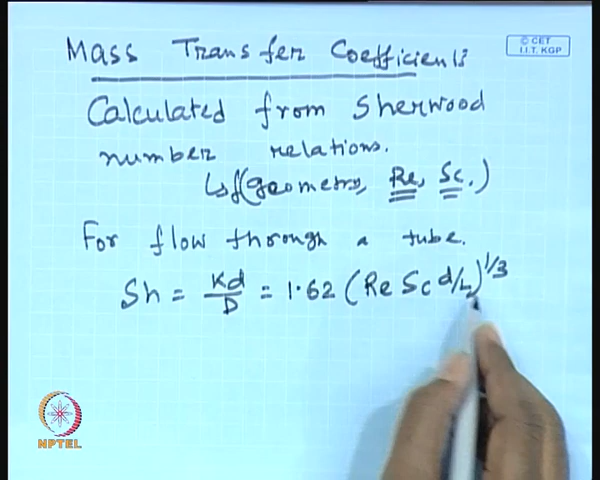 Mass Transfer Coefficients
© CET
I.I.T. KGP
Calculated from Sherwood
number relations.
↳ f(geometry, Re, Sc.)
For flow through a tube.
Sh = Kd/D = 1.62 (Re Sc d/L)^1/3
NPTEL